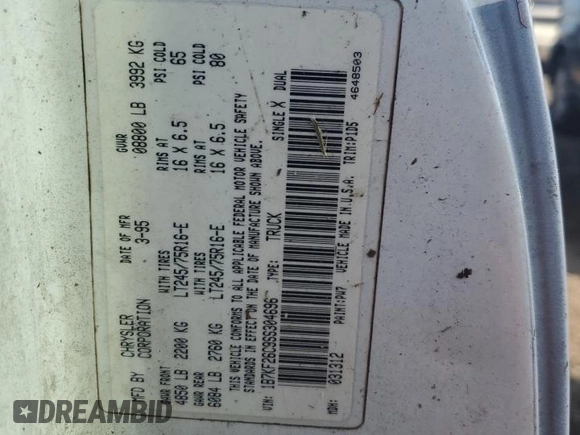 CHRYSLER CORPORATION DATE OF MFR 3-95 GVWR 08800 LB 3992 KG
GAWR FRONT WITH TIRES RIMS AT PSI COLD
4850 LB 2200 KG LT245/75R16-E 16 X 6.5 65
GAWR REAR WITH TIRES RIMS AT PSI COLD
6084 LB 2760 KG LT245/75R16-E 16 X 6.5 80
THIS VEHICLE CONFORMS TO ALL APPLICABLE FEDERAL MOTOR VEHICLE SAFETY
STANDARDS IN EFFECT ON THE DATE OF MANUFACTURE SHOWN ABOVE.
VIN: 1B7KF26C9SS304696 TYPE: TRUCK SINGLE X DUAL
MDH: 031312 PAINT: PW7 VEHICLE MADE IN U.S.A. TRIM: P1D5 4648503
DREAMBID